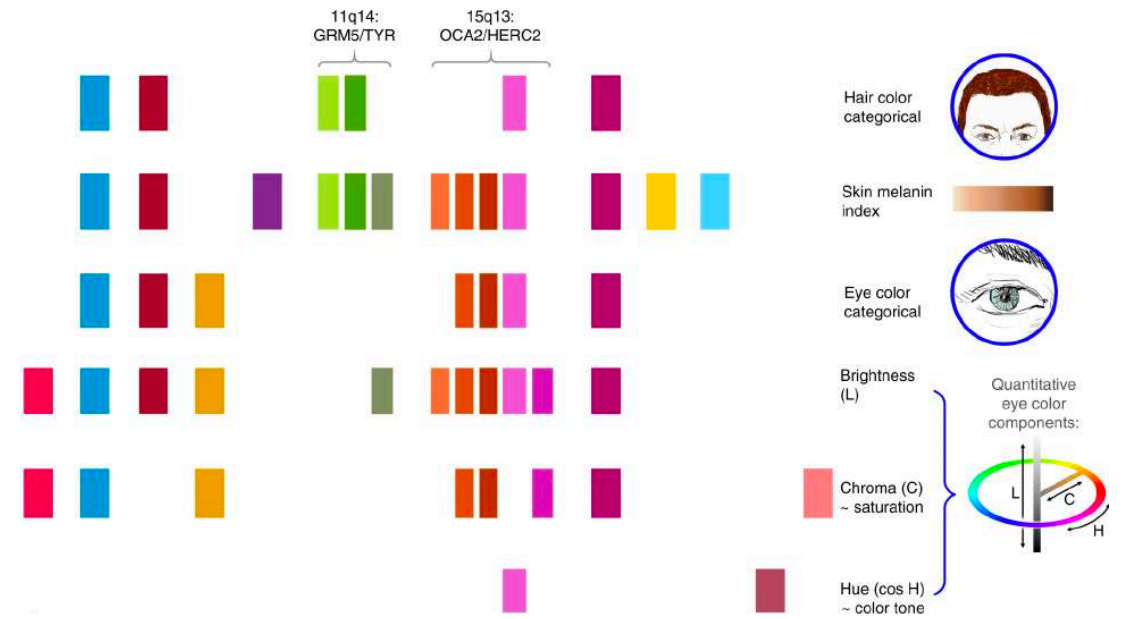 11q14:
GRM5/TYR
15q13:
OCA2/HERC2
Hair color
categorical
Skin melanin
index
Eye color
categorical
Brightness
(L)
Quantitative
eye color
components:
L
C
H
Chroma (C)
~ saturation
Hue (cos H)
~ color tone